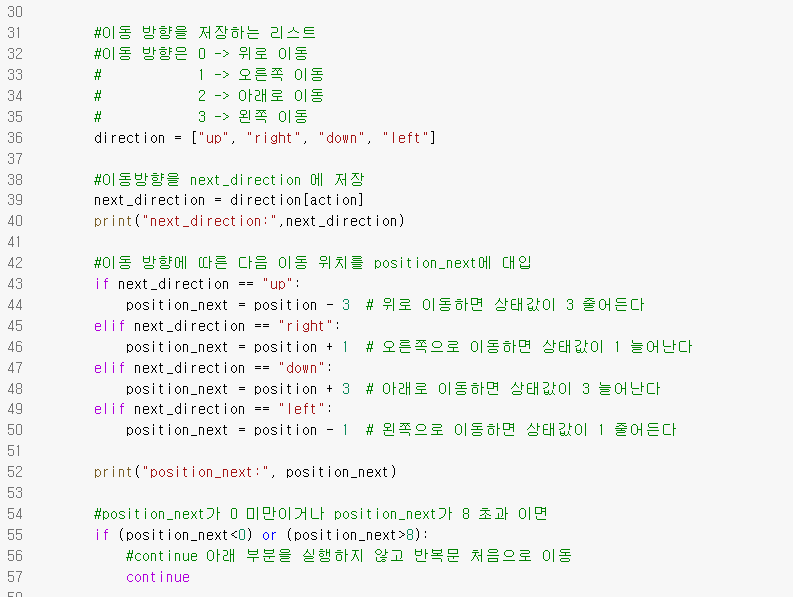 30
31 #이동 방향을 저장하는 리스트
32 #이동 방향은 0 -> 위로 이동
33 # 1 -> 오른쪽 이동
34 # 2 -> 아래로 이동
35 # 3 -> 왼쪽 이동
36 direction = ["up", "right", "down", "left"]
37
38 #이동방향을 next_direction 에 저장
39 next_direction = direction[action]
40 print("next_direction:",next_direction)
41
42 #이동 방향에 따른 다음 이동 위치를 position_next에 대입
43 if next_direction == "up":
44 position_next = position - 3 # 위로 이동하면 상태값이 3 줄어든다
45 elif next_direction == "right":
46 position_next = position + 1 # 오른쪽으로 이동하면 상태값이 1 늘어난다
47 elif next_direction == "down":
48 position_next = position + 3 # 아래로 이동하면 상태값이 3 늘어난다
49 elif next_direction == "left":
50 position_next = position - 1 # 왼쪽으로 이동하면 상태값이 1 줄어든다
51
52 print("position_next:", position_next)
53
54 #position_next가 0 미만이거나 position_next가 8 초과 이면
55 if (position_next<0) or (position_next>8):
56 #continue 아래 부분을 실행하지 않고 반복문 처음으로 이동
57 continue